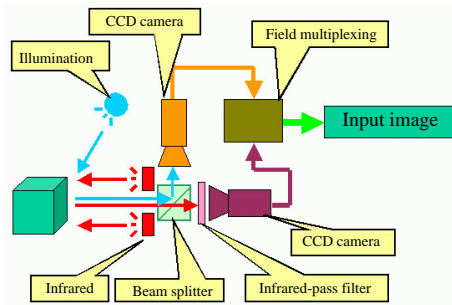 CCD camera
Field multiplexing
Illumination
Input image
CCD camera
Infrared
Beam splitter
Infrared-pass filter